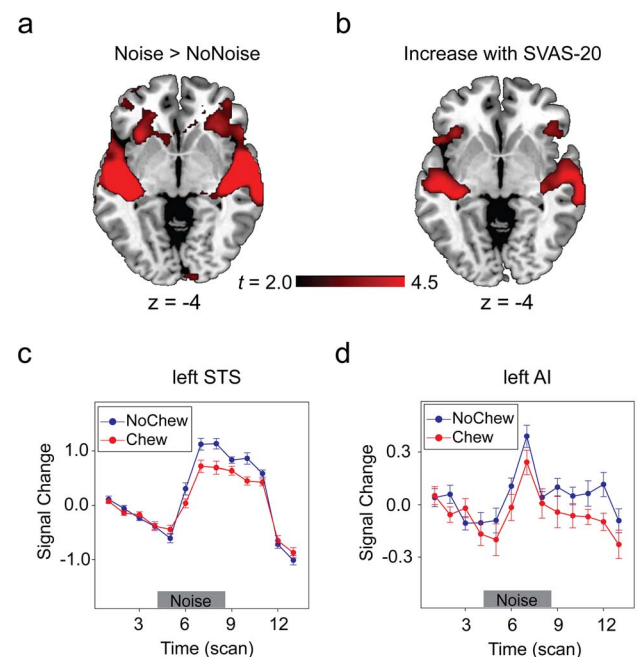 a
b
Noise > NoNoise
Increase with SVAS-20
t = 2.0
4.5
z = -4
z = -4
c
d
left STS
left AI
NoChew
Chew
NoChew
Chew
Signal Change
1.0
0.0
-1.0
Signal Change
0.3
0.0
-0.3
Noise
Noise
3 6 9 12
3 6 9 12
Time (scan)
Time (scan)